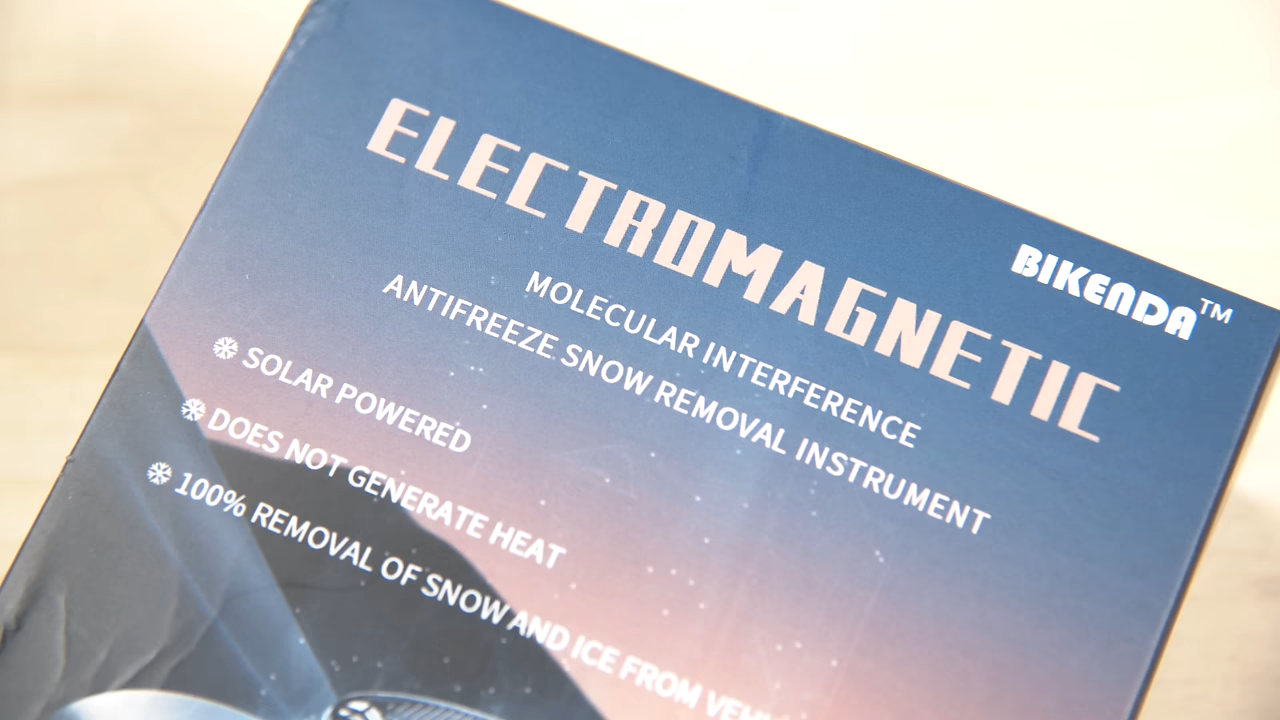 ELECTROMAGNETIC
BIKENDA™
MOLECULAR INTERFERENCE
ANTIFREEZE SNOW REMOVAL INSTRUMENT
SOLAR POWERED
DOES NOT GENERATE HEAT
100% REMOVAL OF SNOW AND ICE FROM